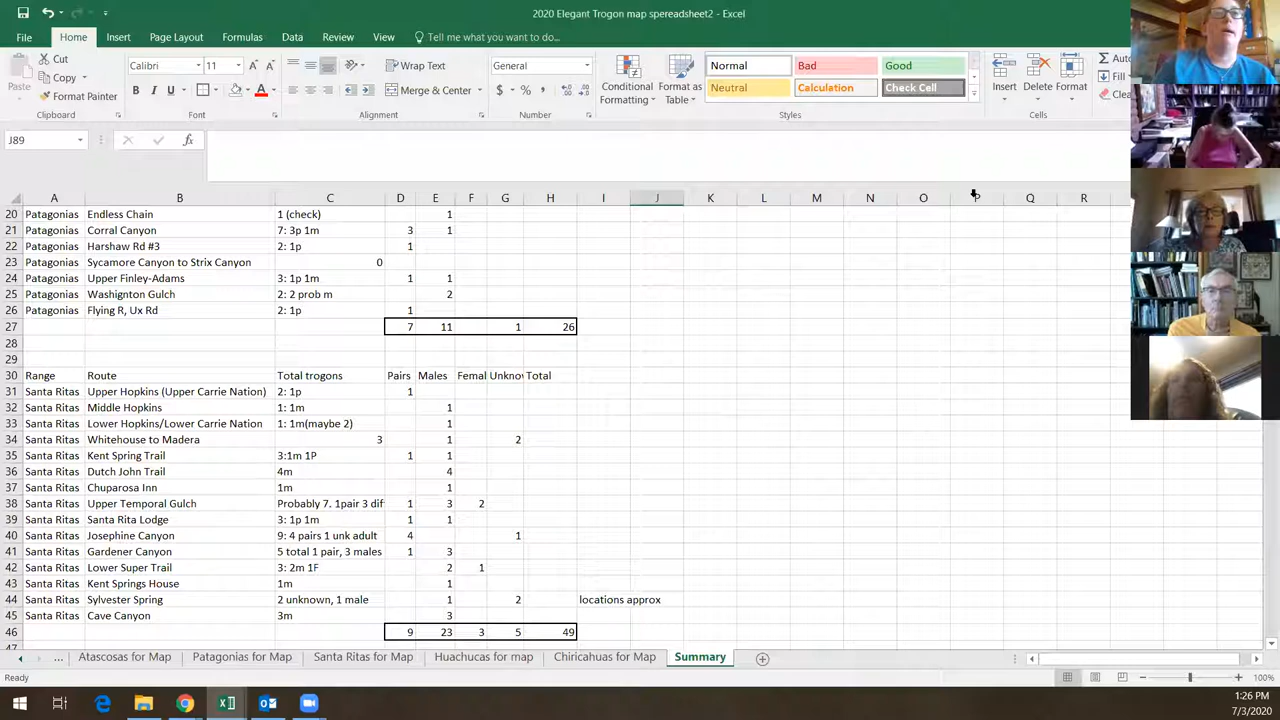 2020 Elegant Trogon map spereadsheet2 - Excel
File Home Insert Page Layout Formulas Data Review View Tell me what you want to do...
Cut Calibri 11 Wrap Text General Normal Bad Good Auto
Paste Copy Conditional Format as Insert Delete Format Fill
Format Painter B I U Merge & Center $ % Formatting Table Neutral Calculation Check Cell Clea
Clipboard Font Alignment Number Styles Cells
J89 fx
A B C D E F G H I J K L M N O P Q R
20 Patagonias Endless Chain 1 (check) 1
21 Patagonias Corral Canyon 7: 3p 1m 3 1
22 Patagonias Harshaw Rd #3 2: 1p 1
23 Patagonias Sycamore Canyon to Strix Canyon 0
24 Patagonias Upper Finley-Adams 3: 1p 1m 1 1
25 Patagonias Washignton Gulch 2: 2 prob m 2
26 Patagonias Flying R, Ux Rd 2: 1p 1
27 7 11 1 26
28
29
30 Range Route Total trogons Pairs Males Femal Unknov Total
31 Santa Ritas Upper Hopkins (Upper Carrie Nation) 2: 1p 1
32 Santa Ritas Middle Hopkins 1: 1m 1
33 Santa Ritas Lower Hopkins/Lower Carrie Nation 1: 1m(maybe 2) 1
34 Santa Ritas Whitehouse to Madera 3 1 2
35 Santa Ritas Kent Spring Trail 3:1m 1P 1 1
36 Santa Ritas Dutch John Trail 4m 4
37 Santa Ritas Chuparosa Inn 1m 1
38 Santa Ritas Upper Temporal Gulch Probably 7. 1pair 3 dif 1 3 2
39 Santa Ritas Santa Rita Lodge 3: 1p 1m 1 1
40 Santa Ritas Josephine Canyon 9: 4 pairs 1 unk adult 4 1
41 Santa Ritas Gardener Canyon 5 total 1 pair, 3 males 1 3
42 Santa Ritas Lower Super Trail 3: 2m 1F 2 1
43 Santa Ritas Kent Springs House 1m 1
44 Santa Ritas Sylvester Spring 2 unknown, 1 male 1 2 locations approx
45 Santa Ritas Cave Canyon 3m 3
46 9 23 3 5 49
47
... Atascosas for Map Patagonias for Map Santa Ritas for Map Huachucas for map Chiricahuas for Map Summary
Ready 100%
1:26 PM
7/3/2020